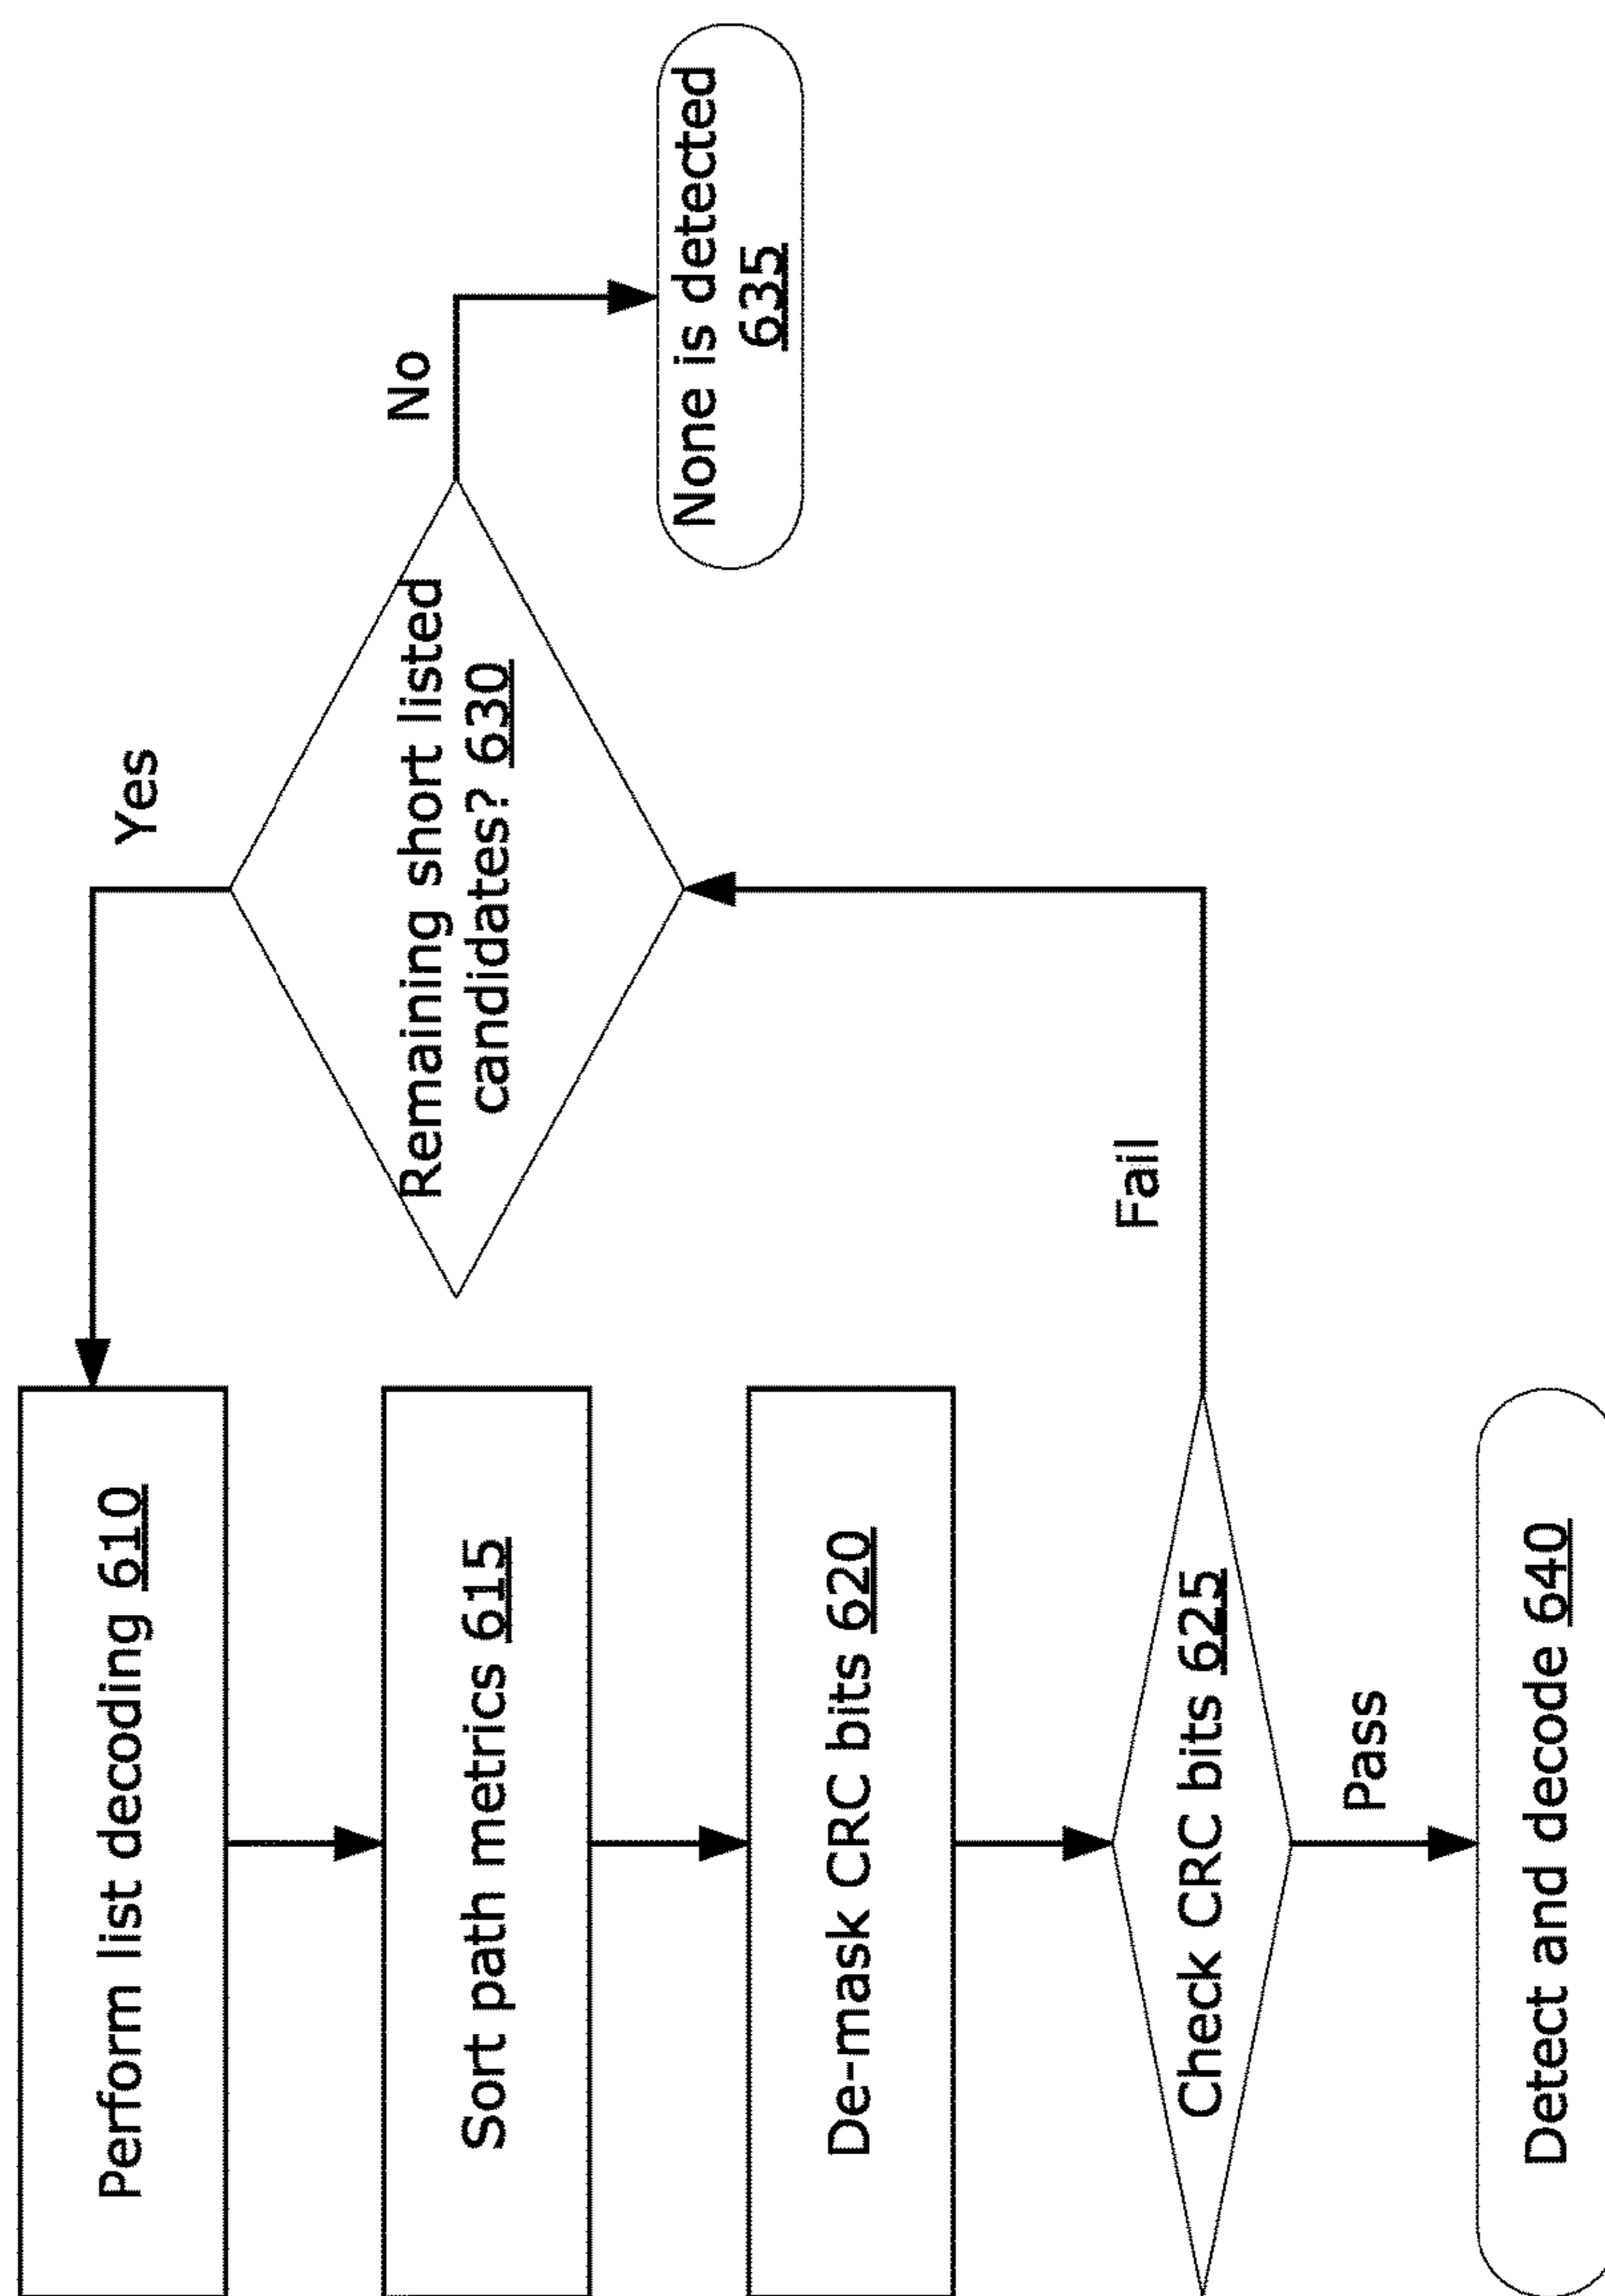 Perform list decoding 610
Sort path metrics 615
De-mask CRC bits 620
Check CRC bits 625
Pass
Detect and decode 640
Fail
Remaining short listed
candidates? 630
Yes
No
None is detected
635